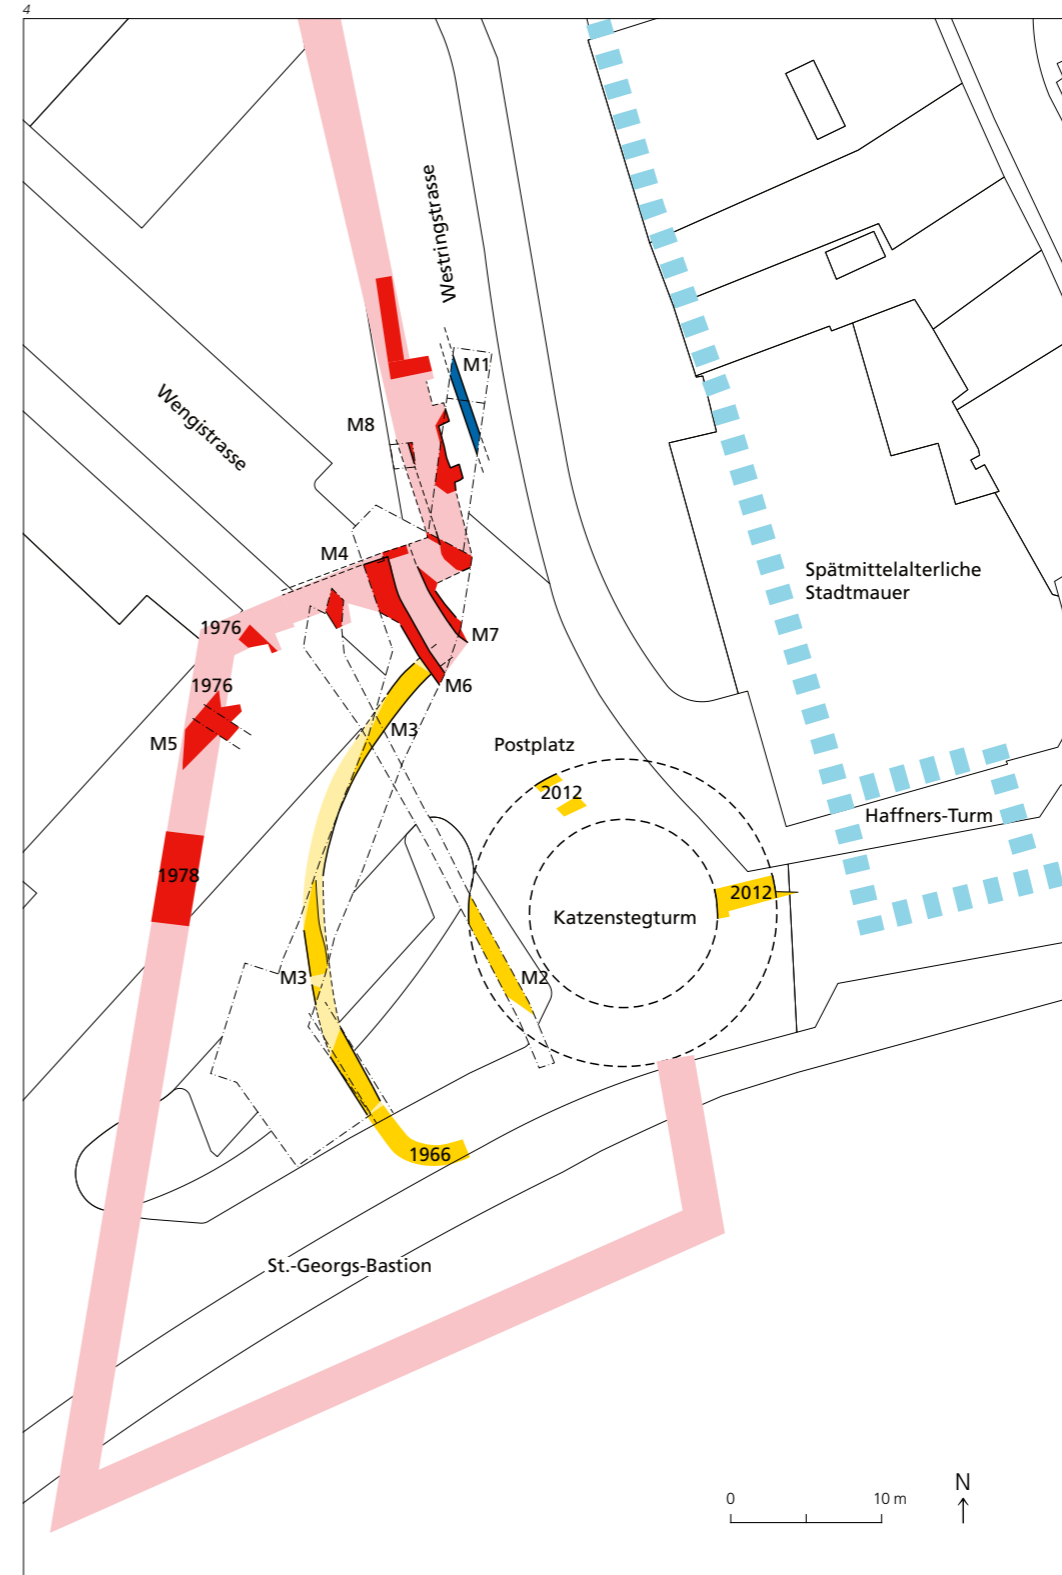 4
Westringstrasse
M1
Wengistrasse
M8
M4
Spätmittelalterliche
Stadtmauer
1976
M7
1976
M6
M5
M3
Postplatz
2012
Haffners-Turm
1978
2012
Katzenstegturm
M3
M2
1966
St.-Georgs-Bastion
N
0
10 m